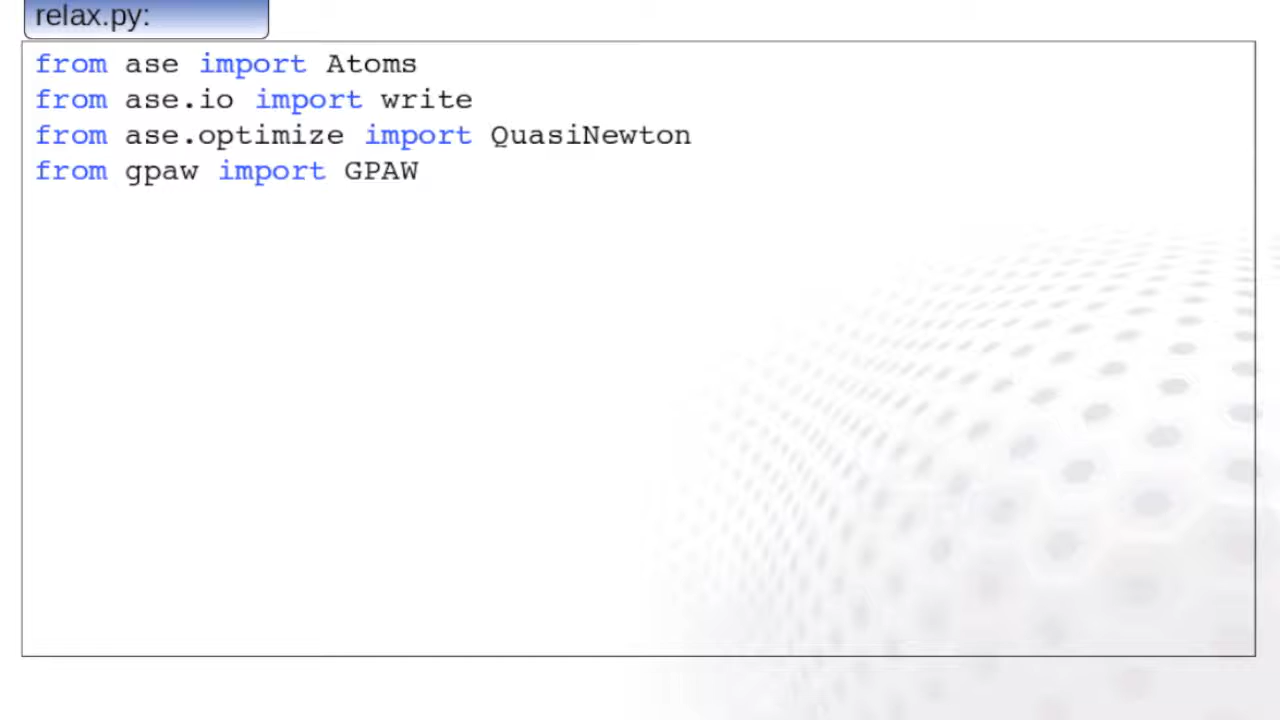 relax.py:
from ase import Atoms
from ase.io import write
from ase.optimize import QuasiNewton
from gpaw import GPAW